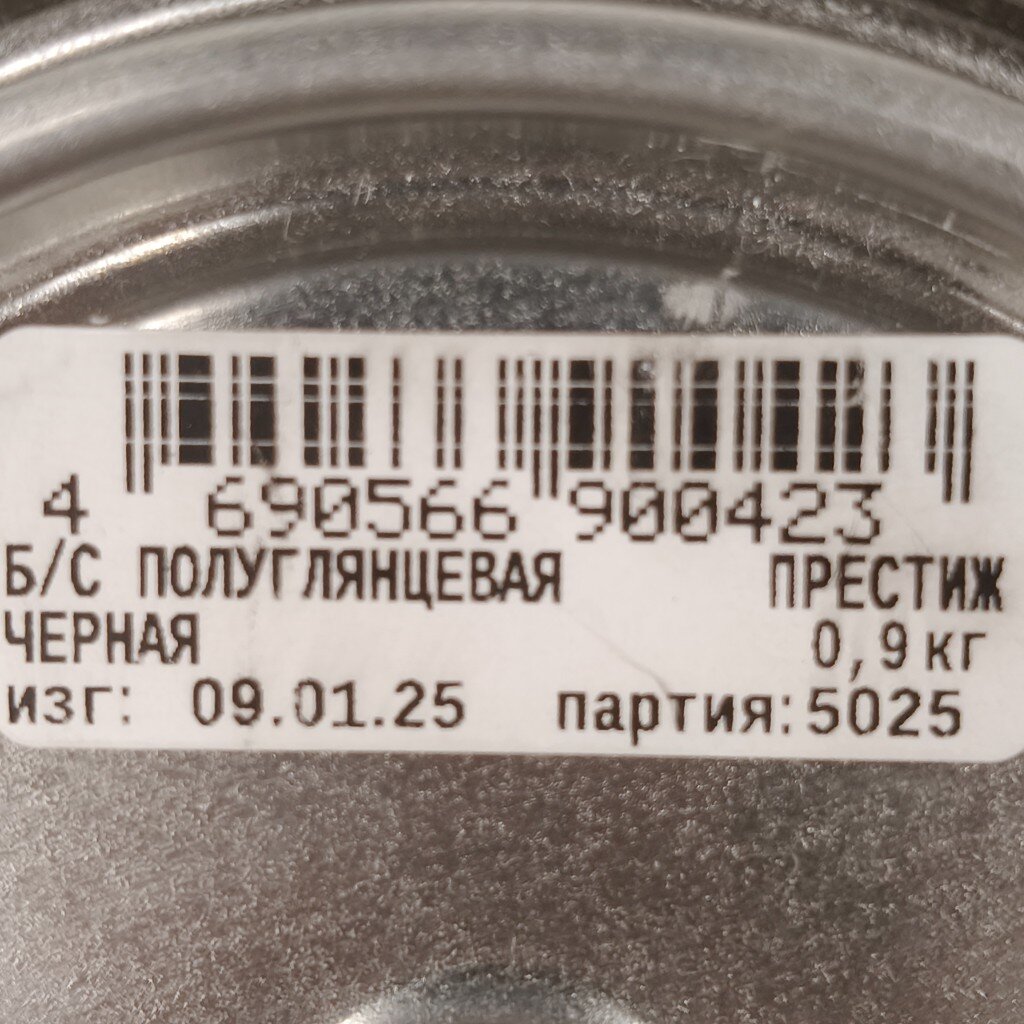 4 690566 900423
Б/С ПОЛУГЛЯНЦЕВАЯ ПРЕСТИЖ
ЧЕРНАЯ 0,9кг
изг: 09.01.25 партия:5025